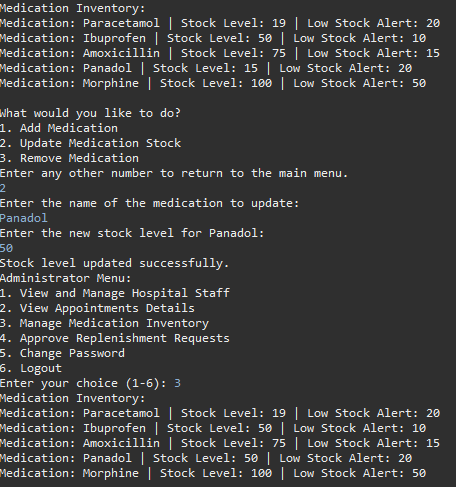 Medication Inventory:
Medication: Paracetamol | Stock Level: 19 | Low Stock Alert: 20
Medication: Ibuprofen | Stock Level: 50 | Low Stock Alert: 10
Medication: Amoxicillin | Stock Level: 75 | Low Stock Alert: 15
Medication: Panadol | Stock Level: 15 | Low Stock Alert: 20
Medication: Morphine | Stock Level: 100 | Low Stock Alert: 50
What would you like to do?
1. Add Medication
2. Update Medication Stock
3. Remove Medication
Enter any other number to return to the main menu.
2
Enter the name of the medication to update:
Panadol
Enter the new stock level for Panadol:
50
Stock level updated successfully.
Administrator Menu:
1. View and Manage Hospital Staff
2. View Appointments Details
3. Manage Medication Inventory
4. Approve Replenishment Requests
5. Change Password
6. Logout
Enter your choice (1-6): 3
Medication Inventory:
Medication: Paracetamol | Stock Level: 19 | Low Stock Alert: 20
Medication: Ibuprofen | Stock Level: 50 | Low Stock Alert: 10
Medication: Amoxicillin | Stock Level: 75 | Low Stock Alert: 15
Medication: Panadol | Stock Level: 50 | Low Stock Alert: 20
Medication: Morphine | Stock Level: 100 | Low Stock Alert: 50